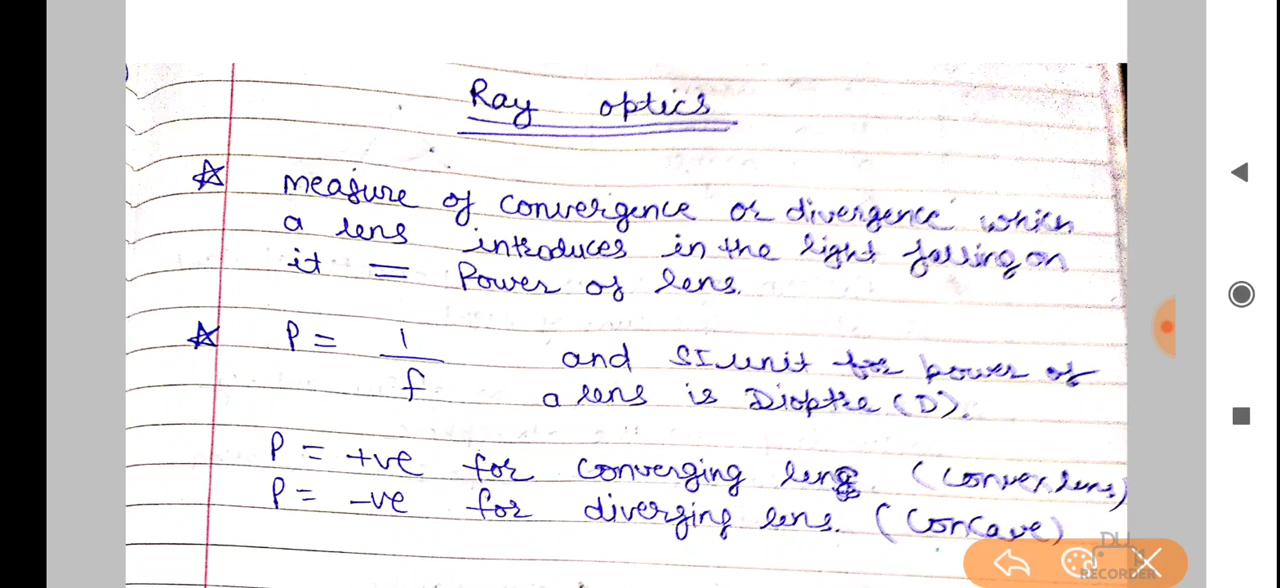 Ray optics
☆ measure of convergence or divergence which
a lens introduces in the light falling on
it = Power of lens.
☆ P = 1/f and SI unit for power of
a lens is Dioptre (D).
P = +ve for converging lens (convex lens)
P = -ve for diverging lens. (concave)
DU RECORDER